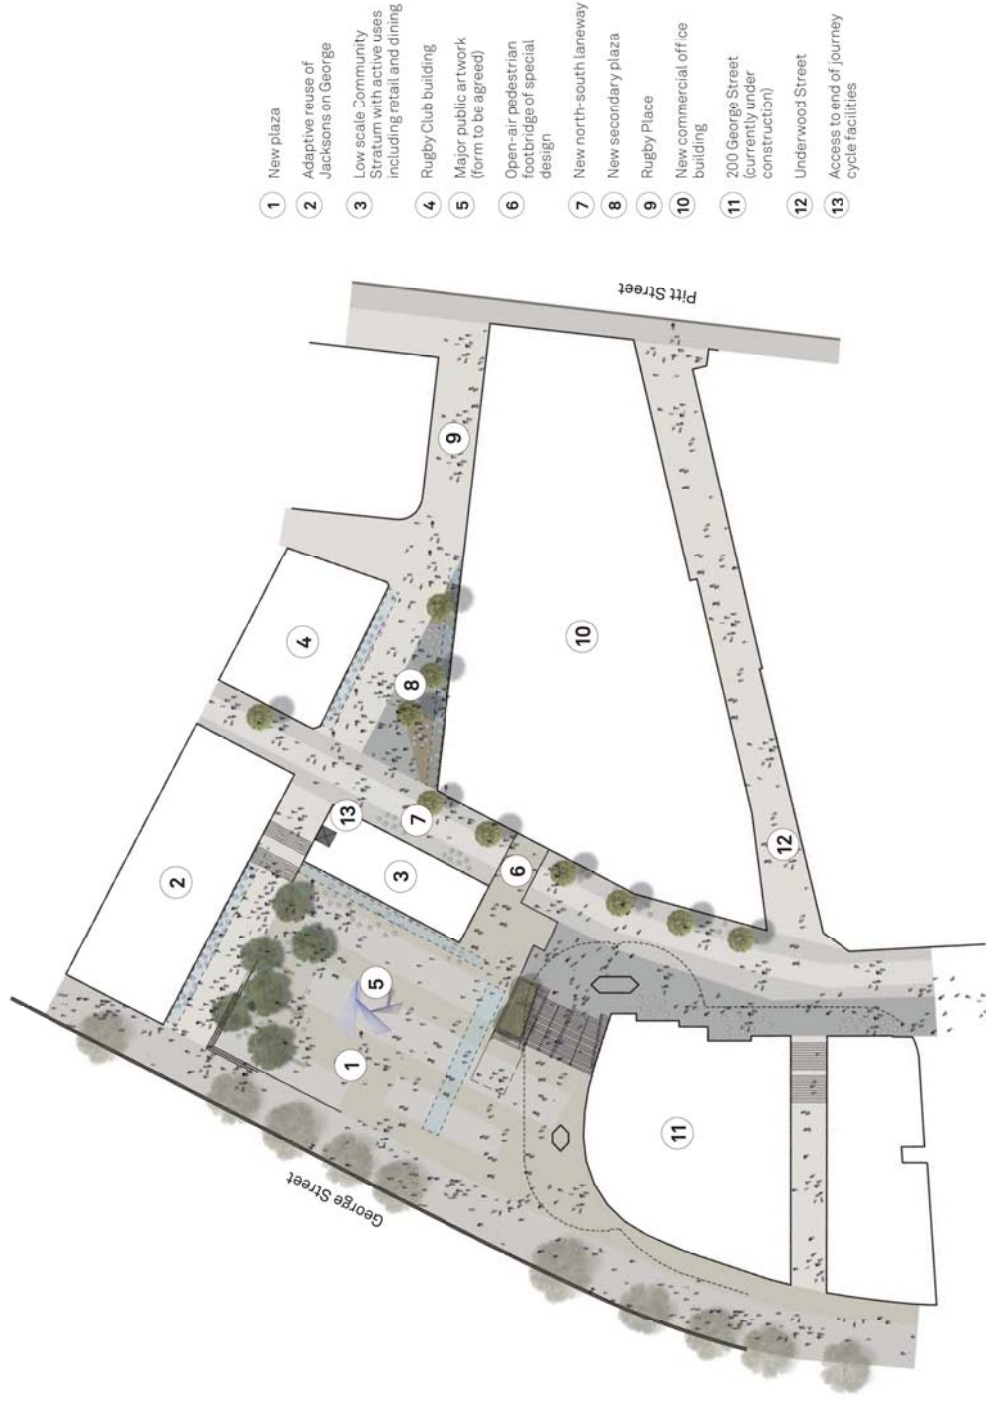 1 New plaza
2 Adaptive reuse of
Jacksons on George
3 Low scale Community
Stratum with active uses
including retail and dining
4 Rugby Club building
5 Major public artwork
(form to be agreed)
6 Open-air pedestrian
footbridge of special
design
7 New north-south laneway
8 New secondary plaza
9 Rugby Place
10 New commercial office
building
11 200 George Street
(currently under
construction)
12 Underwood Street
13 Access to end of journey
cycle facilities
Pitt Street
9
4
8
10
2
13
7
3
6
12
5
1
11
George Street